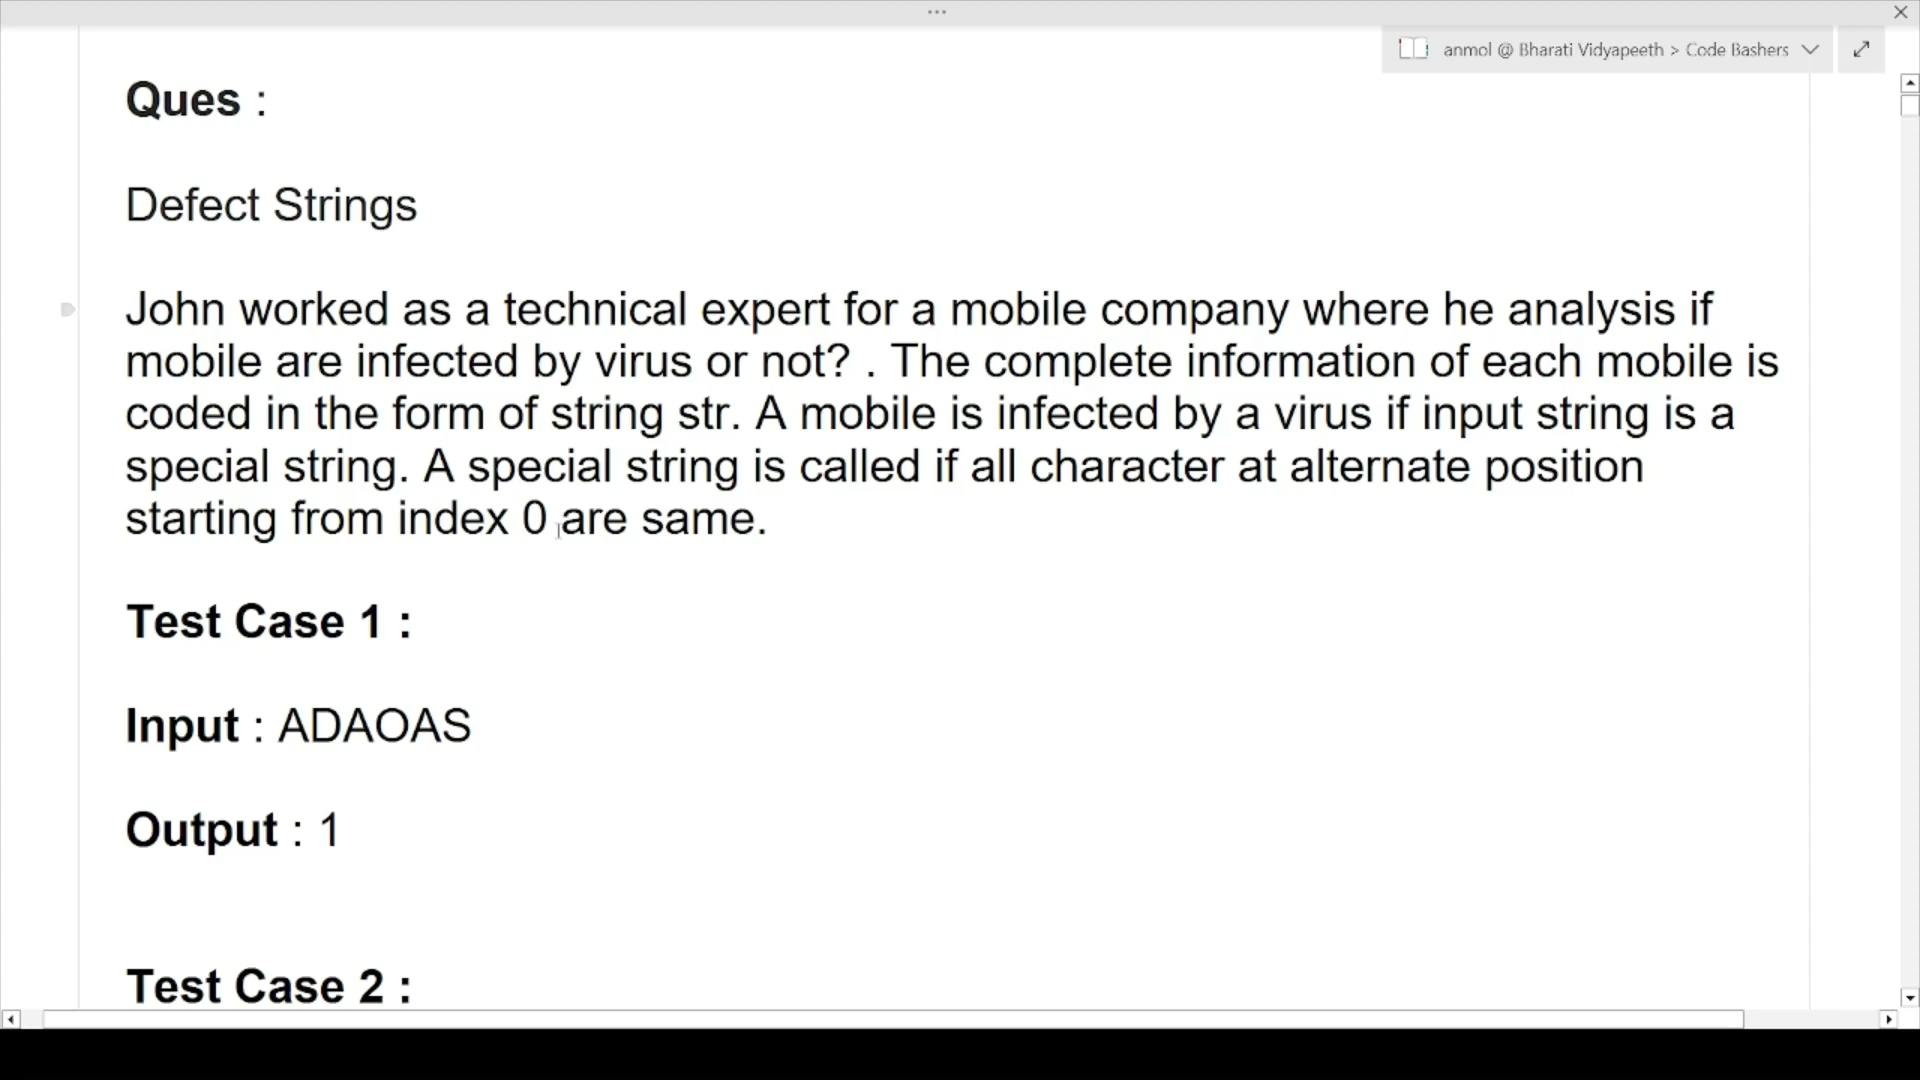 ...
anmol @ Bharati Vidyapeeth > Code Bashers
Ques :
Defect Strings
John worked as a technical expert for a mobile company where he analysis if
mobile are infected by virus or not? . The complete information of each mobile is
coded in the form of string str. A mobile is infected by a virus if input string is a
special string. A special string is called if all character at alternate position
starting from index 0 are same.
Test Case 1 :
Input : ADAOAS
Output : 1
Test Case 2 :